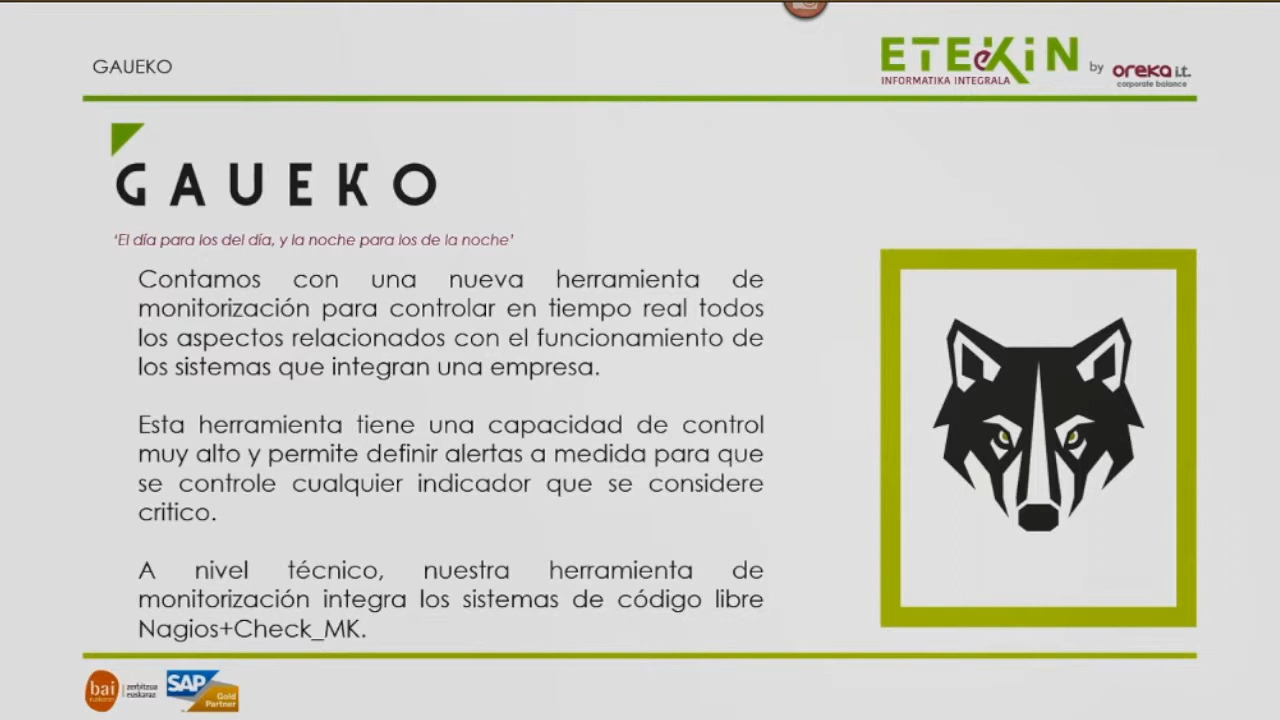 GAUEKO
ETEeKiN
INFORMATIKA INTEGRALA
by oreka i.t.
corporate balance
GAUEKO
'El día para los del día, y la noche para los de la noche'
Contamos con una nueva herramienta de
monitorización para controlar en tiempo real todos
los aspectos relacionados con el funcionamiento de
los sistemas que integran una empresa.
Esta herramienta tiene una capacidad de control
muy alto y permite definir alertas a medida para que
se controle cualquier indicador que se considere
critico.
A nivel técnico, nuestra herramienta de
monitorización integra los sistemas de código libre
Nagios+Check_MK.
bai
euskarari
zerbitzua
euskaraz
SAP
Gold
Partner